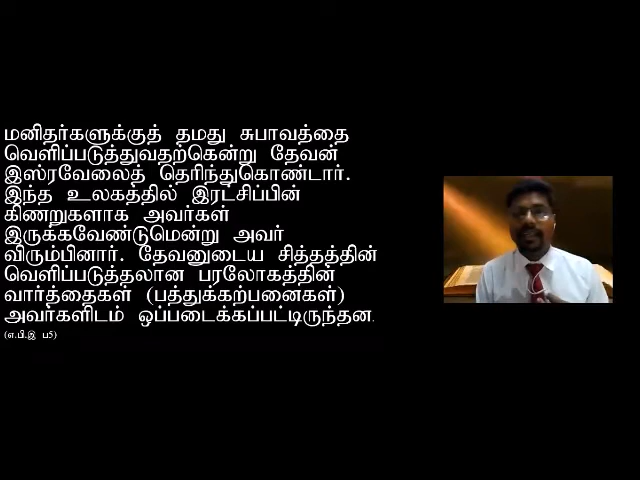 மனிதர்களுக்குத் தமது சுபாவத்தை
வெளிப்படுத்துவதற்கென்று தேவன்
இஸ்ரவேலைத் தெரிந்துகொண்டார்.
இந்த உலகத்தில் இரட்சிப்பின்
கிணறுகளாக அவர்கள்
இருக்கவேண்டுமென்று அவர்
விரும்பினார். தேவனுடைய சித்தத்தின்
வெளிப்படுத்தலான பரலோகத்தின்
வார்த்தைகள் (பத்துக்கற்பனைகள்)
அவர்களிடம் ஒப்படைக்கப்பட்டிருந்தன.
(எ.பி.இ ப5)